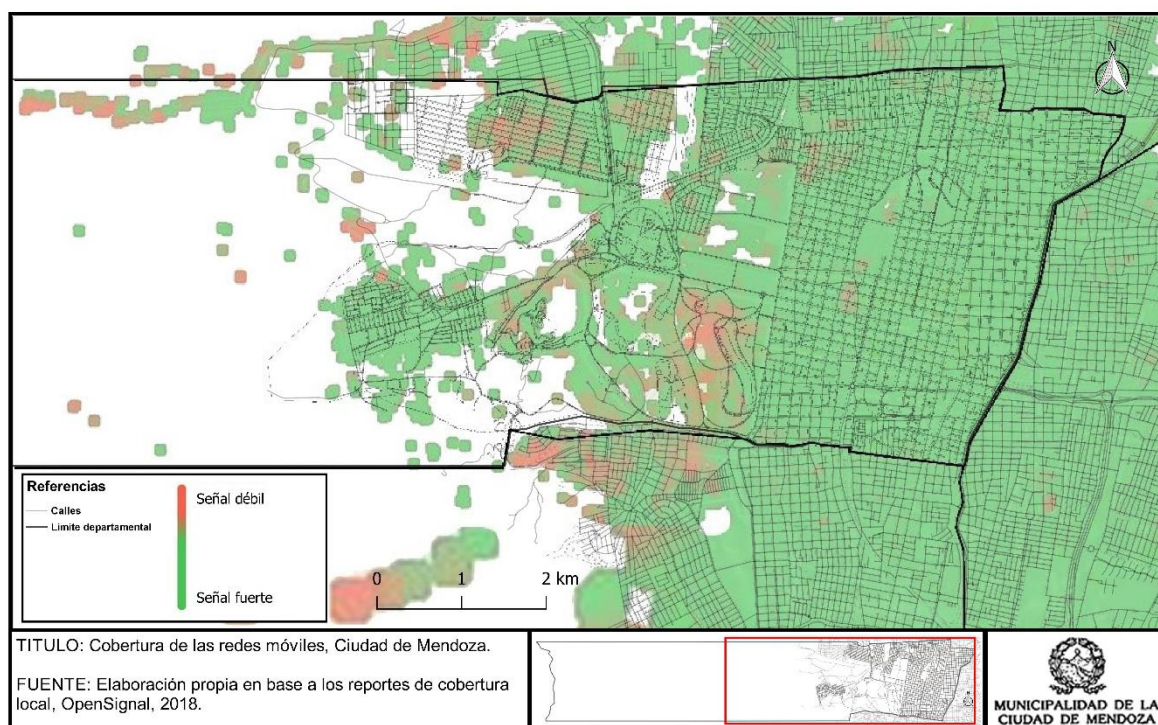 N
Referencias
Calles
Limite departamental
Señal débil
Señal fuerte
0 1 2 km
TITULO: Cobertura de las redes móviles, Ciudad de Mendoza.
FUENTE: Elaboración propia en base a los reportes de cobertura
local, OpenSignal, 2018.
MUNICIPALIDAD DE LA
CIUDAD DE MENDOZA